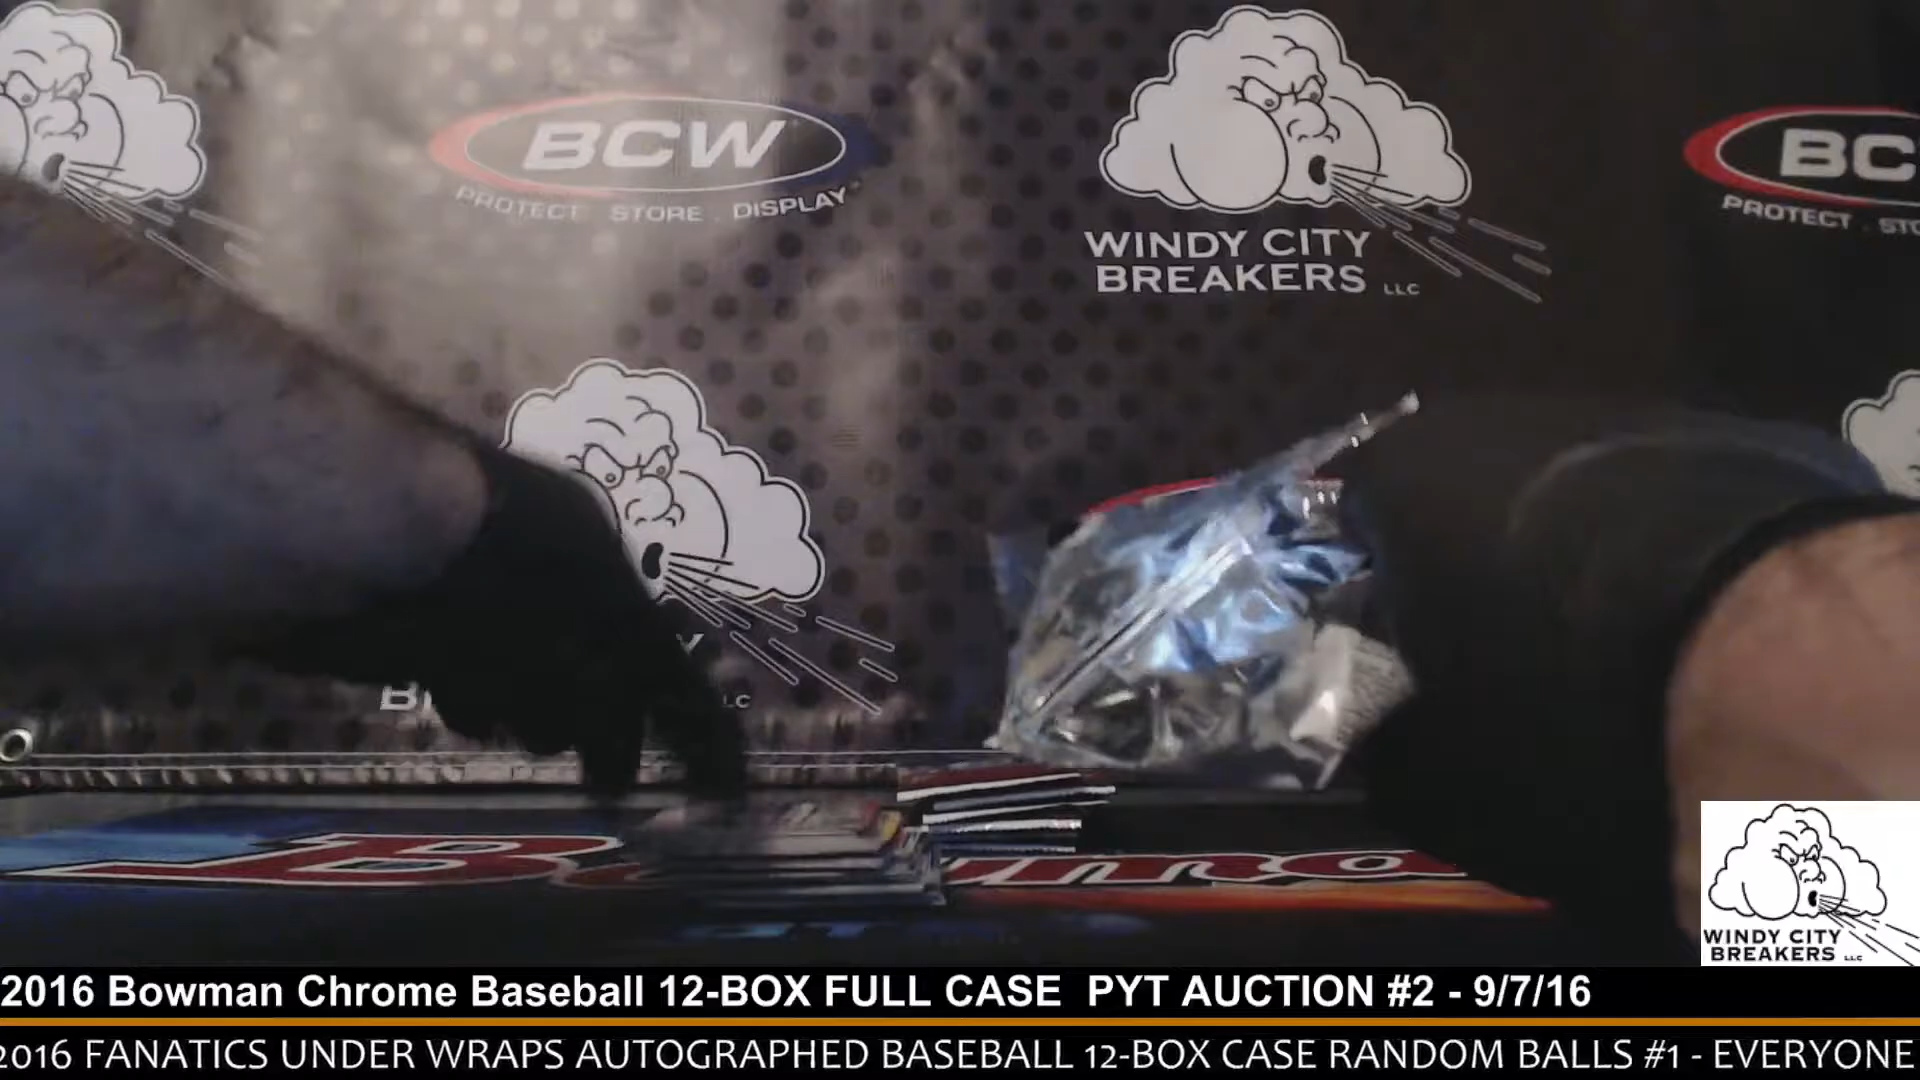 BCW
PROTECT . STORE . DISPLAY
WINDY CITY
BREAKERS LLC
BC
PROTECT . STO
Y
B LC
WINDY CITY
BREAKERS LLC
2016 Bowman Chrome Baseball 12-BOX FULL CASE PYT AUCTION #2 - 9/7/16
2016 FANATICS UNDER WRAPS AUTOGRAPHED BASEBALL 12-BOX CASE RANDOM BALLS #1 - EVERYONE